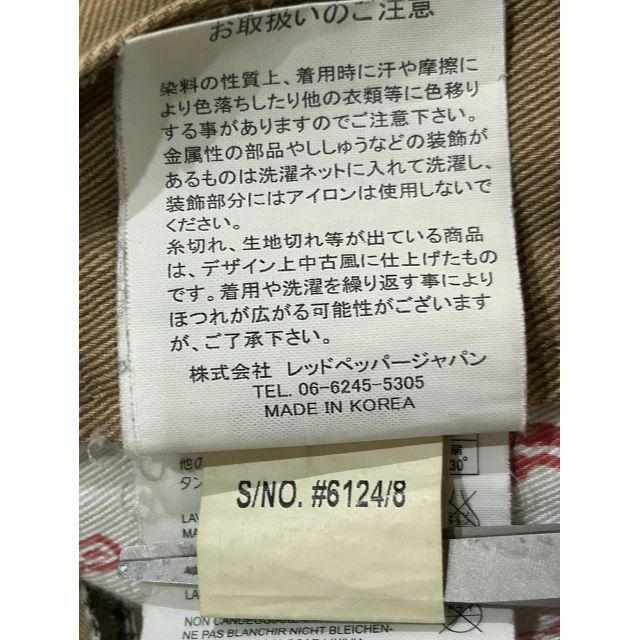 お取扱いのご注意
染料の性質上、着用時に汗や摩擦に
より色落ちしたり他の衣類等に色移り
する事がありますのでご注意下さい。
金属性の部品やししゅうなどの装飾が
あるものは洗濯ネットに入れて洗濯し、
装飾部分にはアイロンは使用しないで
ください。
糸切れ、生地切れ等が出ている商品
は、デザイン上中古風に仕上げたもの
です。着用や洗濯を繰り返す事により
ほつれが広がる可能性がございます
が、ご了承下さい。
株式会社 レッドペッパージャパン
TEL. 06-6245-5305
MADE IN KOREA
他の
タン
30°
S/NO. #6124/8
LAV
MA
LA
NON CANDEGGIARE
NE PAS BLANCHIR NICHT BLEICHEN-